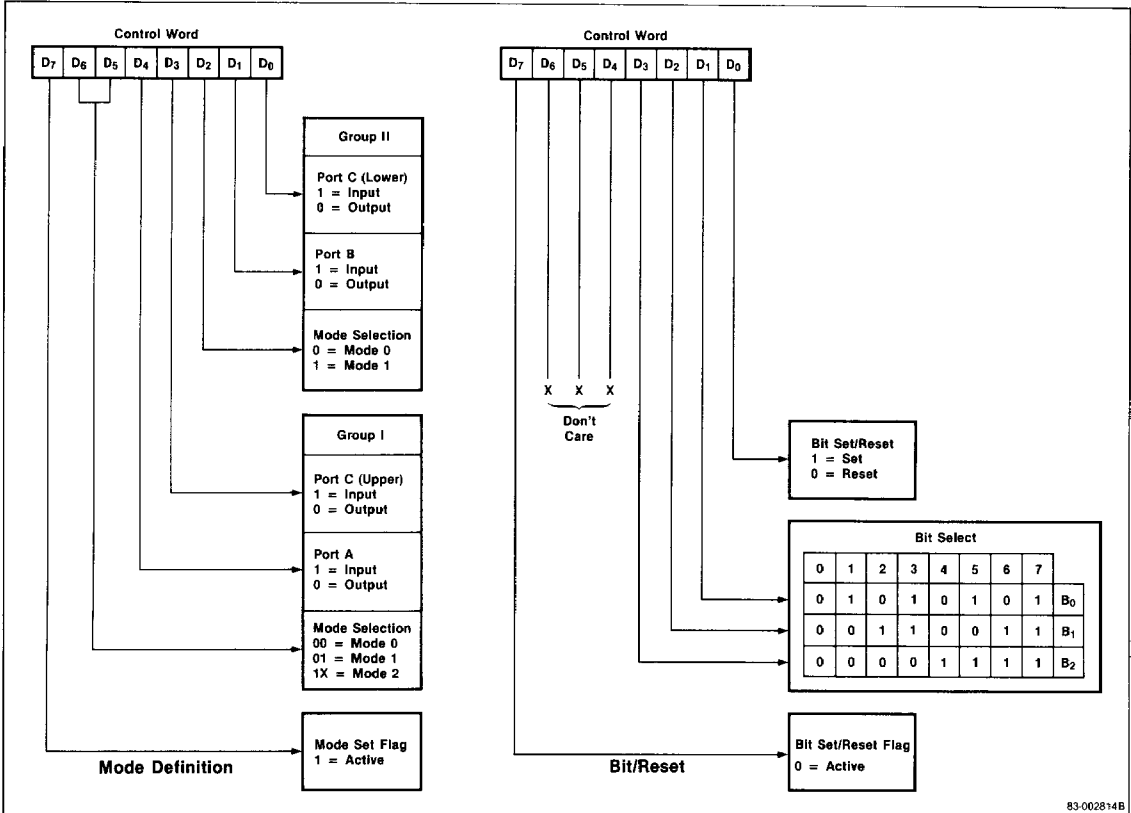 Control Word
D7 D6 D5 D4 D3 D2 D1 D0
Group II
Port C (Lower)
1 = Input
0 = Output
Port B
1 = Input
0 = Output
Mode Selection
0 = Mode 0
1 = Mode 1
Group I
Port C (Upper)
1 = Input
0 = Output
Port A
1 = Input
0 = Output
Mode Selection
00 = Mode 0
01 = Mode 1
1X = Mode 2
Mode Set Flag
1 = Active
Mode Definition
Control Word
D7 D6 D5 D4 D3 D2 D1 D0
X X X
Don't
Care
Bit Set/Reset
1 = Set
0 = Reset
Bit Select
0 1 2 3 4 5 6 7
0 1 0 1 0 1 0 1 B0
0 0 1 1 0 0 1 1 B1
0 0 0 0 1 1 1 1 B2
Bit Set/Reset Flag
0 = Active
Bit/Reset
83-002814B